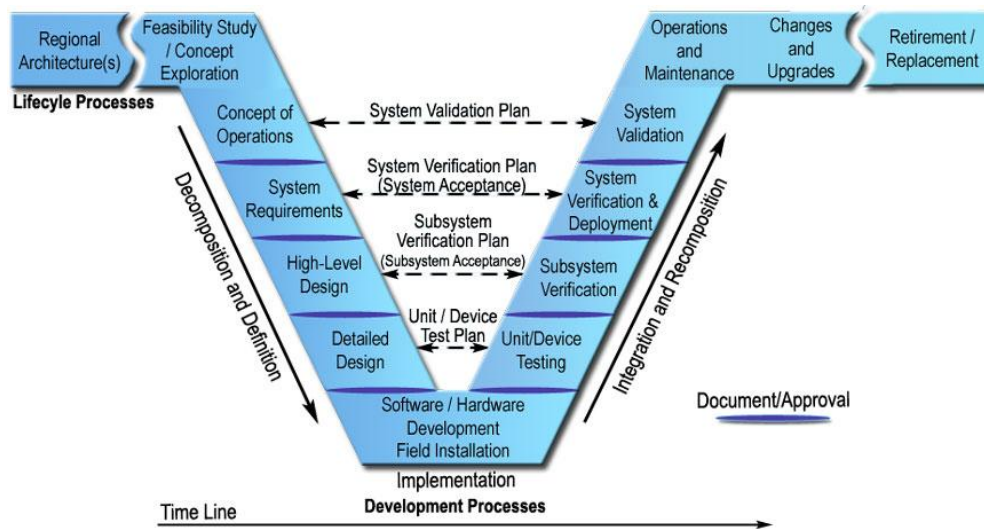 Regional
Architecture(s)
Feasibility Study
/ Concept
Exploration
Operations
and
Maintenance
Changes
and
Upgrades
Retirement /
Replacement
Lifecyle Processes
Concept of
Operations
System Validation Plan
System
Validation
System
Requirements
System Verification Plan
(System Acceptance)
System
Verification &
Deployment
High-Level
Design
Subsystem
Verification Plan
(Subsystem Acceptance)
Subsystem
Verification
Detailed
Design
Unit / Device
Test Plan
Unit/Device
Testing
Decomposition and Definition
Integration and Recomposition
Software / Hardware
Development
Field Installation
Document/Approval
Implementation
Development Processes
Time Line